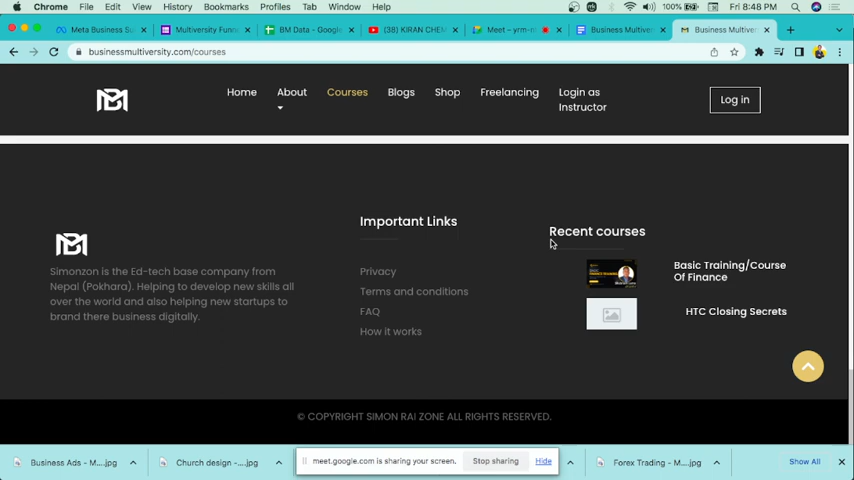 Chrome File Edit View History Bookmarks Profiles Tab Window Help
100% Fri 8:48 PM
Meta Business Su
Multiversity Funn
BM Data - Google
(38) KIRAN CHEM
Meet – yrm-m
Business Multiver
Business Multiver
businessmultiversity.com/courses
Home About Courses Blogs Shop Freelancing Login as
Instructor
Log in
Important Links
Recent courses
Simonzon is the Ed-tech base company from
Nepal (Pokhara). Helping to develop new skills all
over the world and also helping new startups to
brand there business digitally.
Privacy
Terms and conditions
FAQ
How it works
Basic Training/Course
Of Finance
HTC Closing Secrets
© COPYRIGHT SIMON RAI ZONE ALL RIGHTS RESERVED.
Business Ads - M....jpg
Church design -....jpg
meet.google.com is sharing your screen. Stop sharing Hide
Forex Trading - M....jpg
Show All